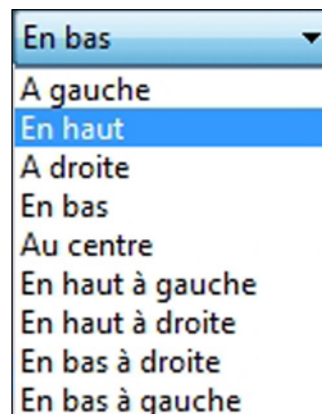 En bas
A gauche
En haut
A droite
En bas
Au centre
En haut à gauche
En haut à droite
En bas à droite
En bas à gauche